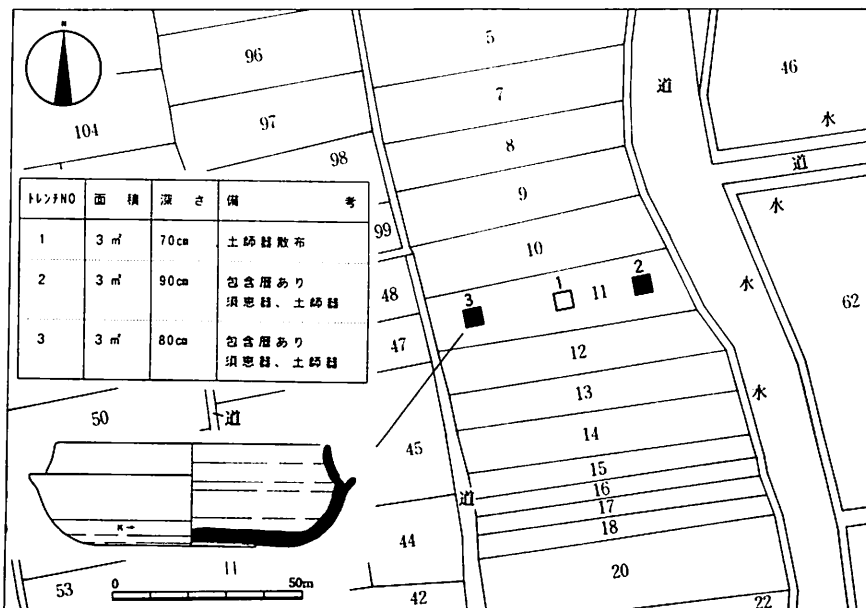 N
96
5
46
道
7
水
104
97
8
道
98
9
水
トレンチNO 面積 深さ 備考
1 3㎡ 70cm 土師器散布
2 3㎡ 90cm 包含層あり
須恵器、土師器
3 3㎡ 80cm 包含層あり
須恵器、土師器
99
10
48
1
2
3
11
水
62
47
12
13
水
50
道
14
45
15
16
道
17
18
K→
44
20
11
53
0 50m
42
22